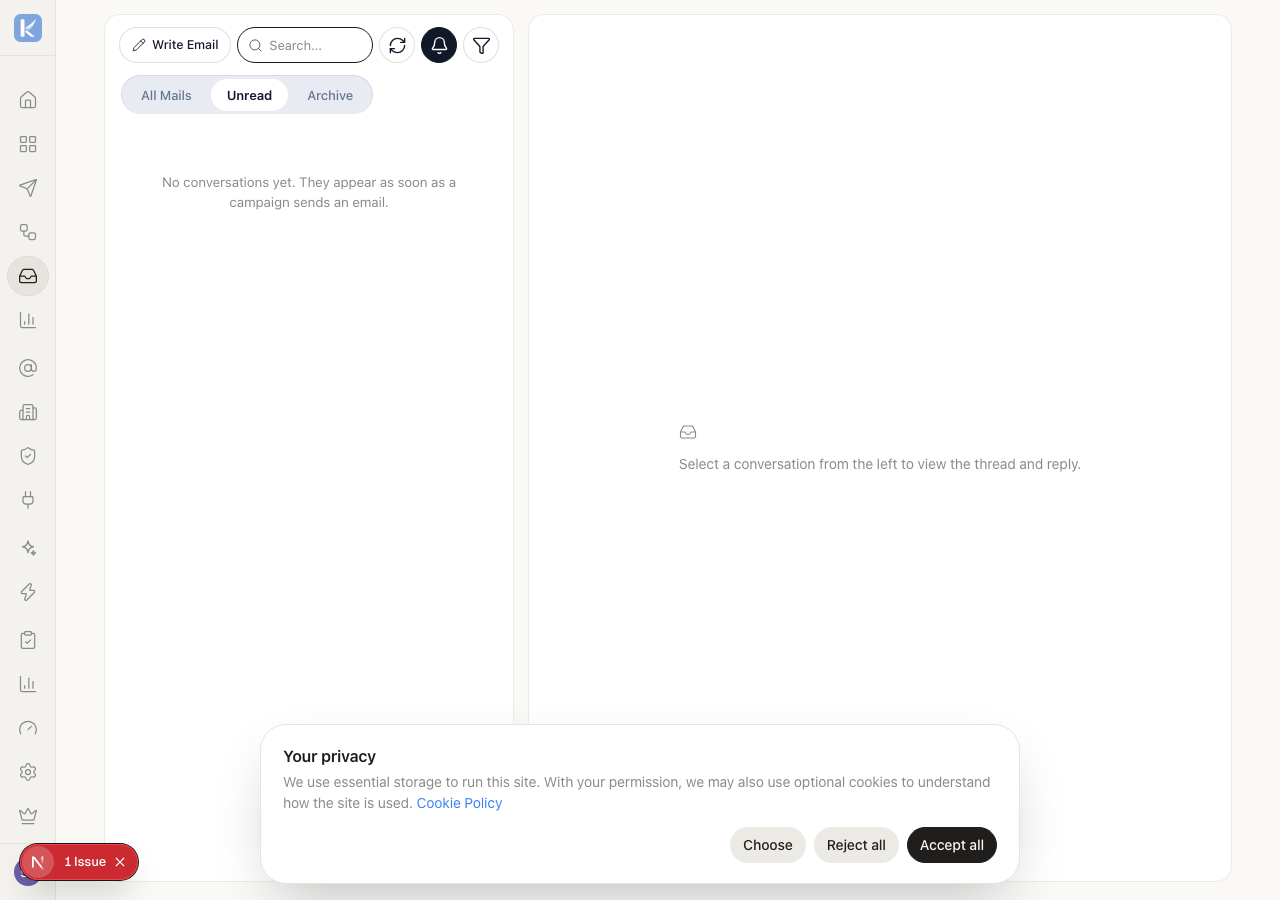 Write Email
Search...
All Mails
Unread
Archive
No conversations yet. They appear as soon as a
campaign sends an email.
Select a conversation from the left to view the thread and reply.
Your privacy
We use essential storage to run this site. With your permission, we may also use optional cookies to understand
how the site is used. Cookie Policy
Choose
Reject all
Accept all
N
1 Issue